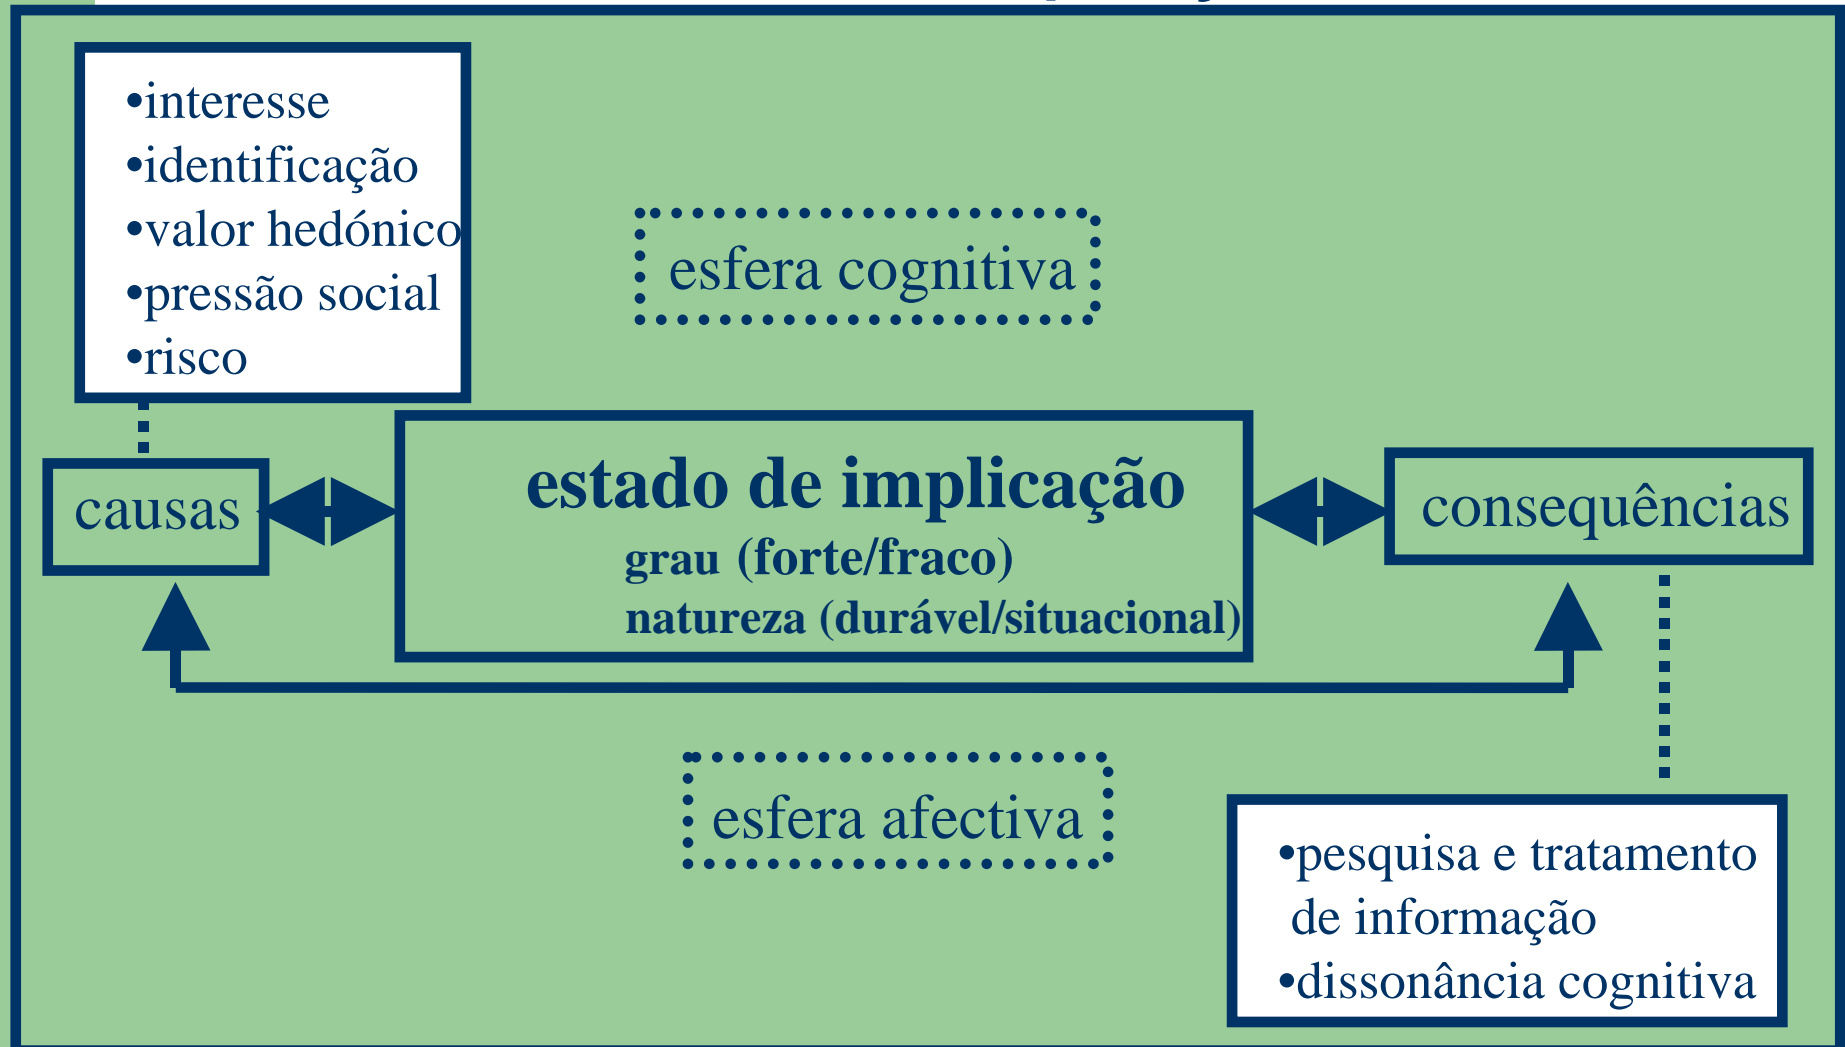 •interesse
•identificação
•valor hedónico
•pressão social
•risco
esfera cognitiva
causas
estado de implicação
grau (forte/fraco)
natureza (durável/situacional)
consequências
esfera afectiva
•pesquisa e tratamento
de informação
•dissonância cognitiva